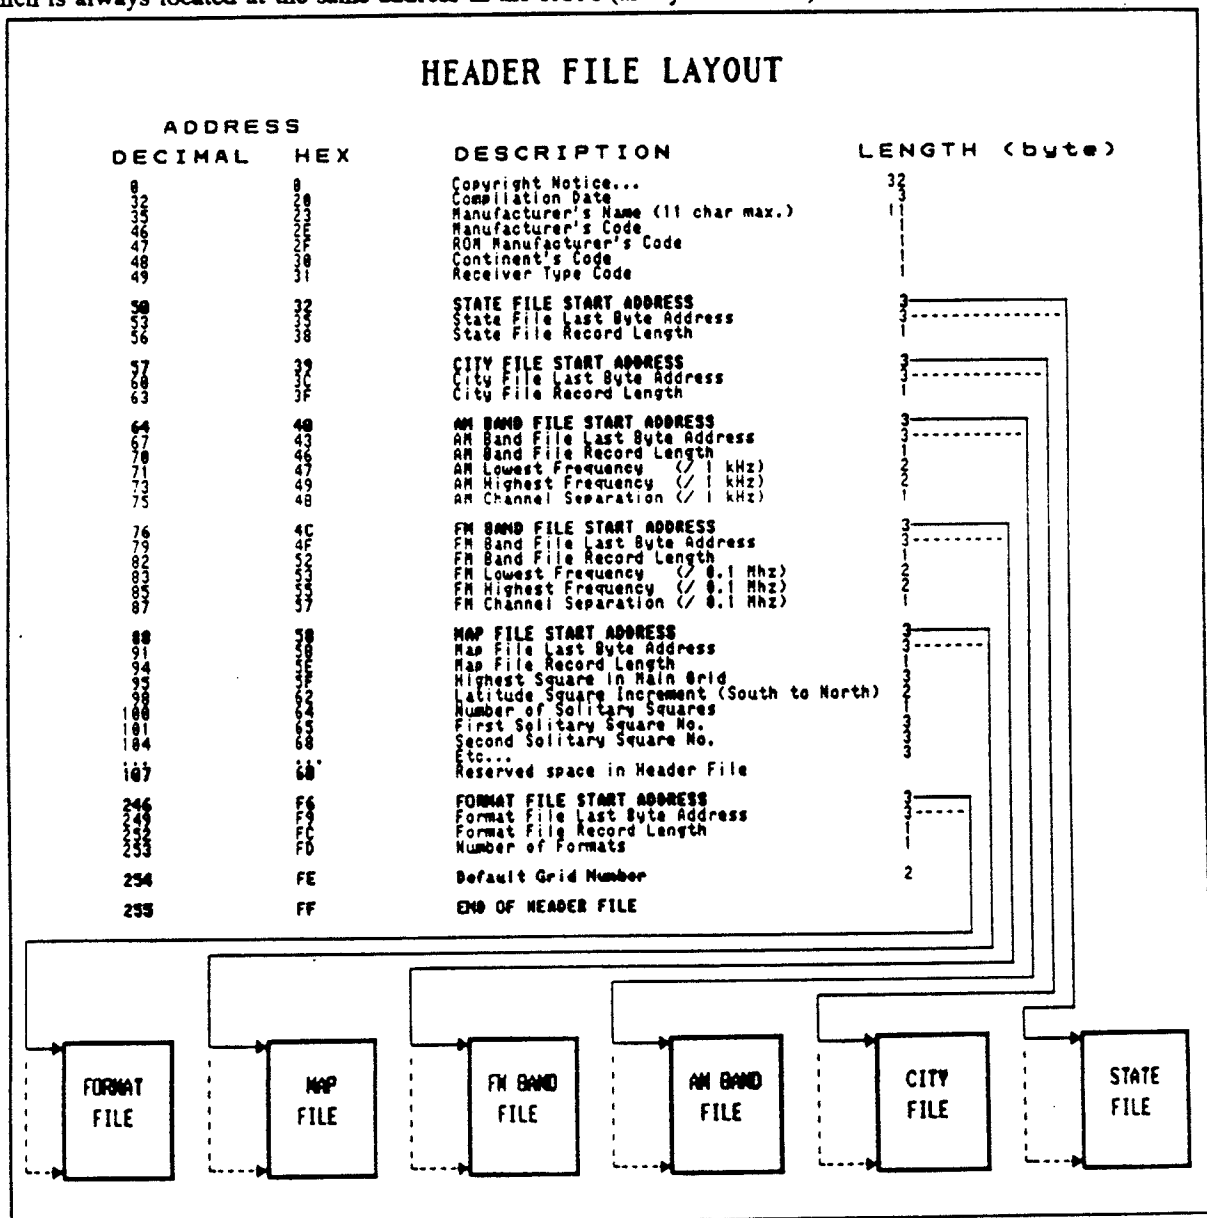 is always located at the same address in the
HEADER FILE LAYOUT
ADDRESS
DECIMAL HEX DESCRIPTION LENGTH (byte)
0 0 Copyright Notice... 32
32 20 Compilation Date 3
35 23 Manufacturer's Name (11 char max.) 11
46 2E Manufacturer's Code 1
47 2F ROM Manufacturer's Code 1
48 30 Continent's Code 1
49 31 Receiver Type Code 1
50 32 STATE FILE START ADDRESS 3
53 35 State File Last Byte Address 3
56 38 State File Record Length 1
57 39 CITY FILE START ADDRESS 3
60 3C City File Last Byte Address 3
63 3F City File Record Length 1
64 40 AM BAND FILE START ADDRESS 3
67 43 AM Band File Last Byte Address 3
70 46 AM Band File Record Length 1
71 47 AM Lowest Frequency (/ 1 kHz) 2
73 49 AM Highest Frequency (/ 1 kHz) 2
75 4B AM Channel Separation (/ 1 kHz) 1
76 4C FM BAND FILE START ADDRESS 3
79 4F FM Band File Last Byte Address 3
82 52 FM Band File Record Length 1
83 53 FM Lowest Frequency (/ 0.1 Mhz) 2
85 55 FM Highest Frequency (/ 0.1 Mhz) 2
87 57 FM Channel Separation (/ 0.1 Mhz) 1
88 58 MAP FILE START ADDRESS 3
91 5B Map File Last Byte Address 3
94 5E Map File Record Length 1
95 5F Highest Square in Main Grid 3
98 62 Latitude Square Increment (South to North) 2
100 64 Number of Solitary Squares 1
101 65 First Solitary Square No. 3
104 68 Second Solitary Square No. 3
... ... Etc... 3
107 6B Reserved space in Header File
246 F6 FORMAT FILE START ADDRESS 3
249 F9 Format File Last Byte Address 3
252 FC Format File Record Length 1
253 FD Number of Formats 1
254 FE Default Grid Number 2
255 FF END OF HEADER FILE
FORMAT FILE
MAP FILE
FM BAND FILE
AM BAND FILE
CITY FILE
STATE FILE